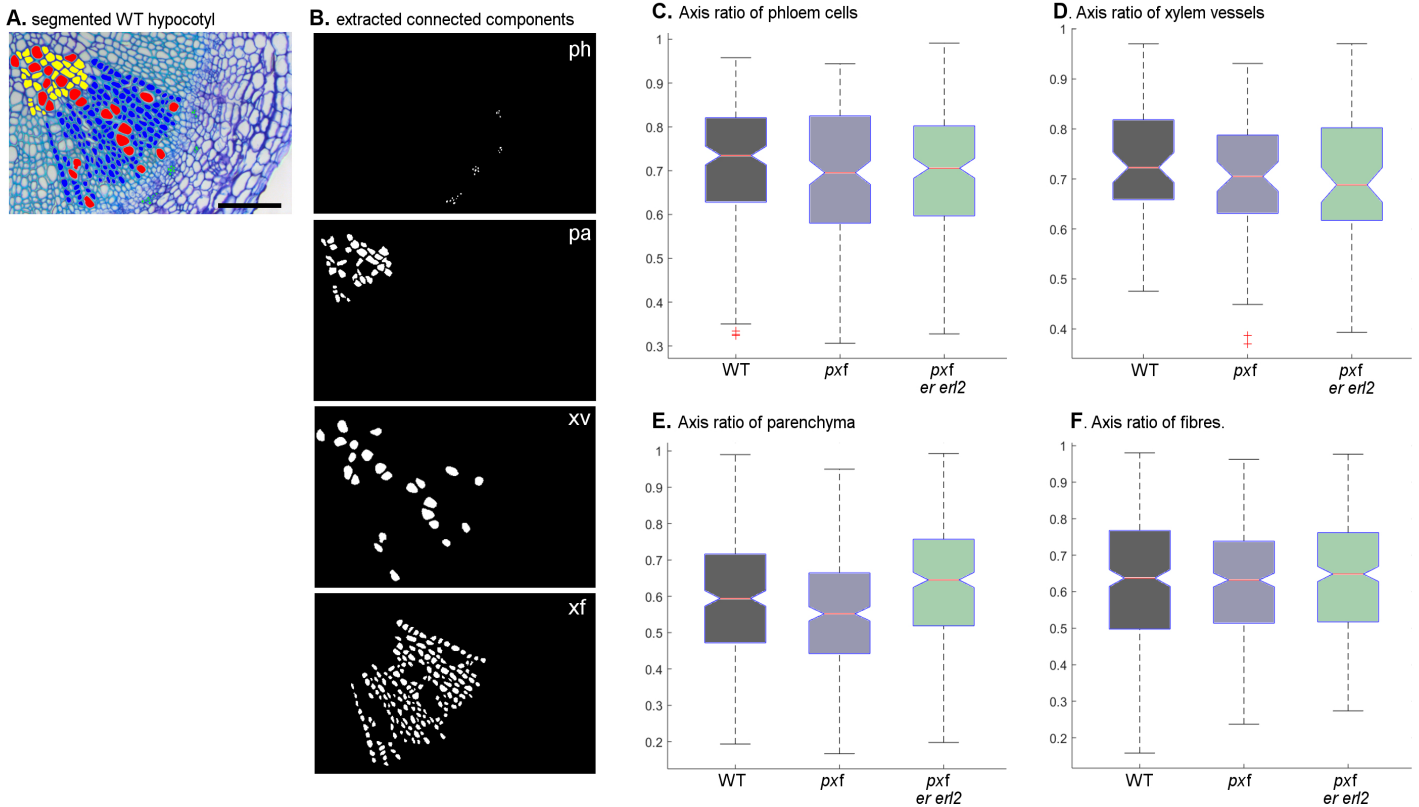 A. segmented WT hypocotyl
B. extracted connected components
ph
pa
xv
xf
C. Axis ratio of phloem cells
1
0.9
0.8
0.7
0.6
0.5
0.4
0.3
WT
pxf
pxf
er erl2
D. Axis ratio of xylem vessels
1
0.9
0.8
0.7
0.6
0.5
0.4
WT
pxf
pxf
er erl2
E. Axis ratio of parenchyma
1
0.9
0.8
0.7
0.6
0.5
0.4
0.3
0.2
WT
pxf
pxf
er erl2
F. Axis ratio of fibres.
1
0.9
0.8
0.7
0.6
0.5
0.4
0.3
0.2
WT
pxf
pxf
er erl2